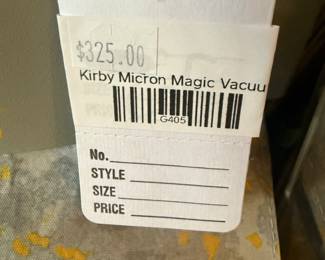 $325.00
Kirby Micron Magic Vacuu
G405
No.
STYLE
SIZE
PRICE